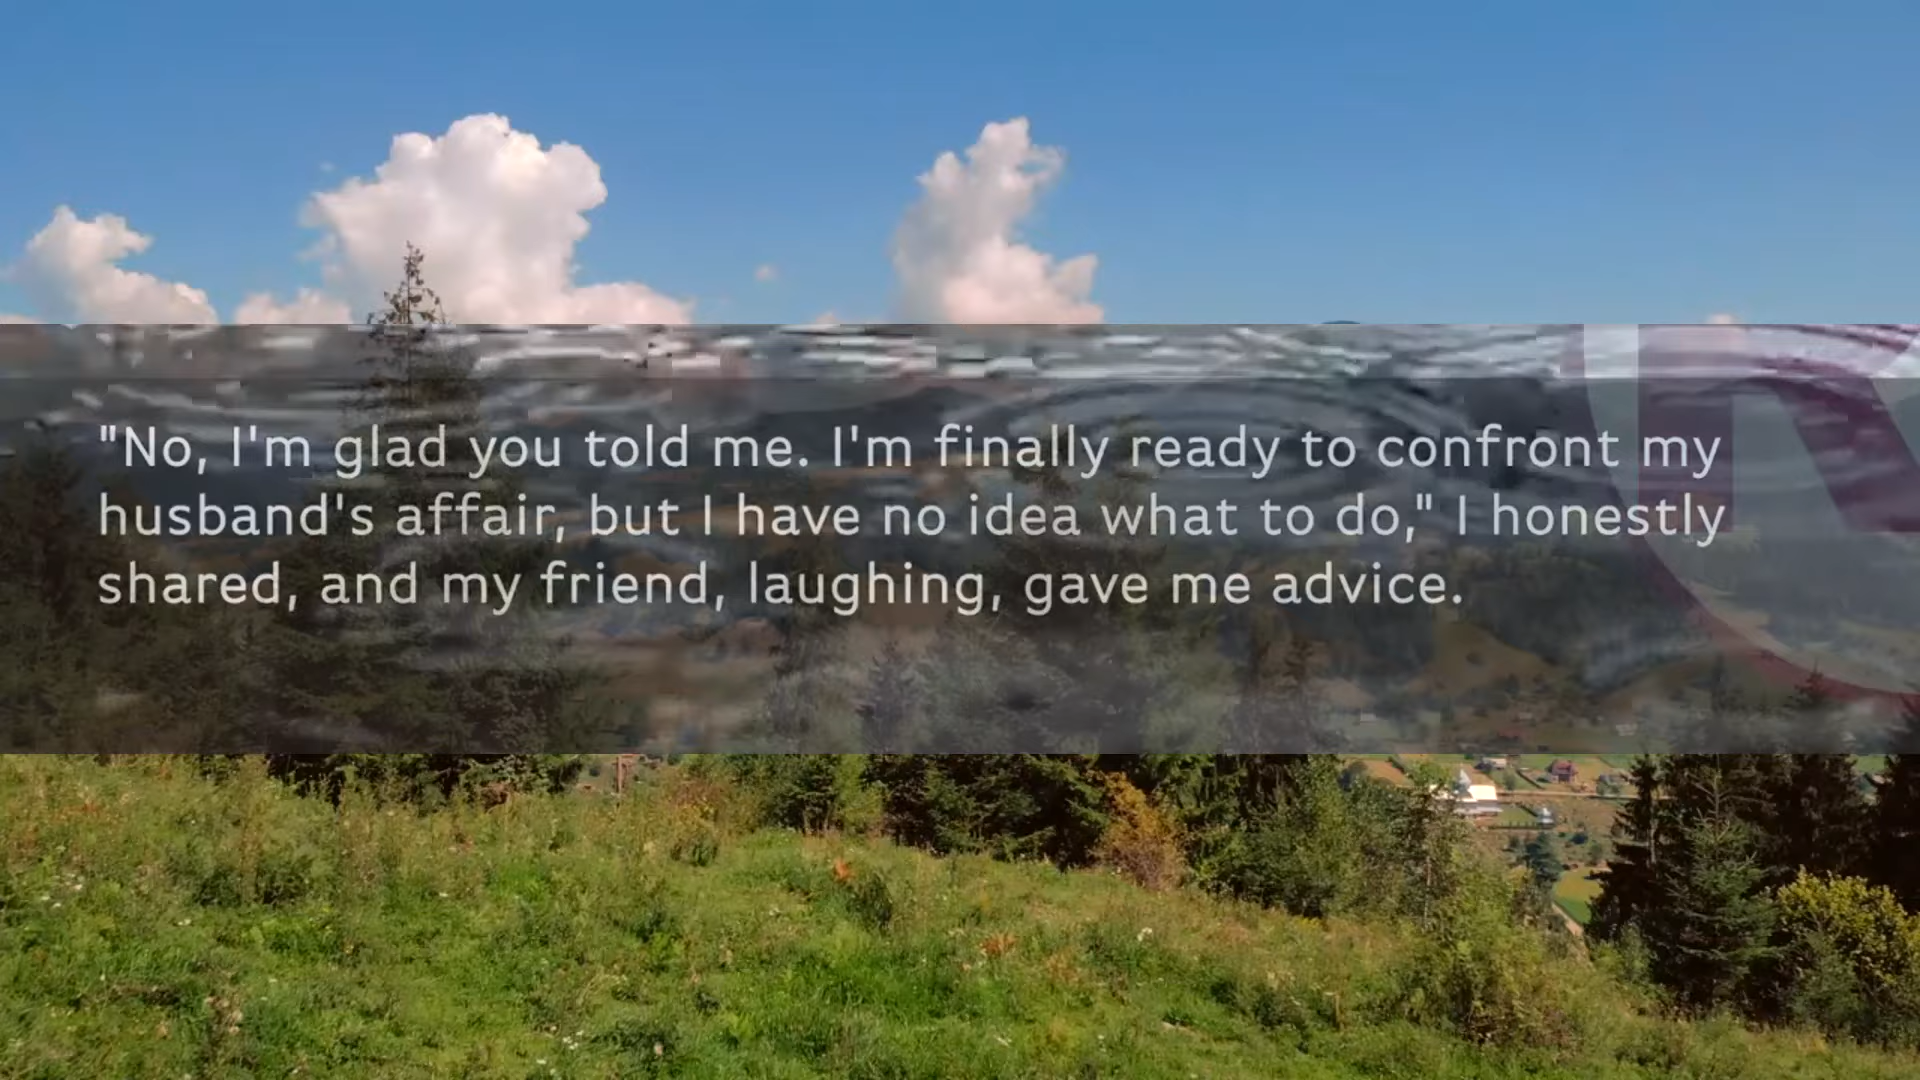 "No, I'm glad you told me. I'm finally ready to confront my
husband's affair, but I have no idea what to do," I honestly
shared, and my friend, laughing, gave me advice.